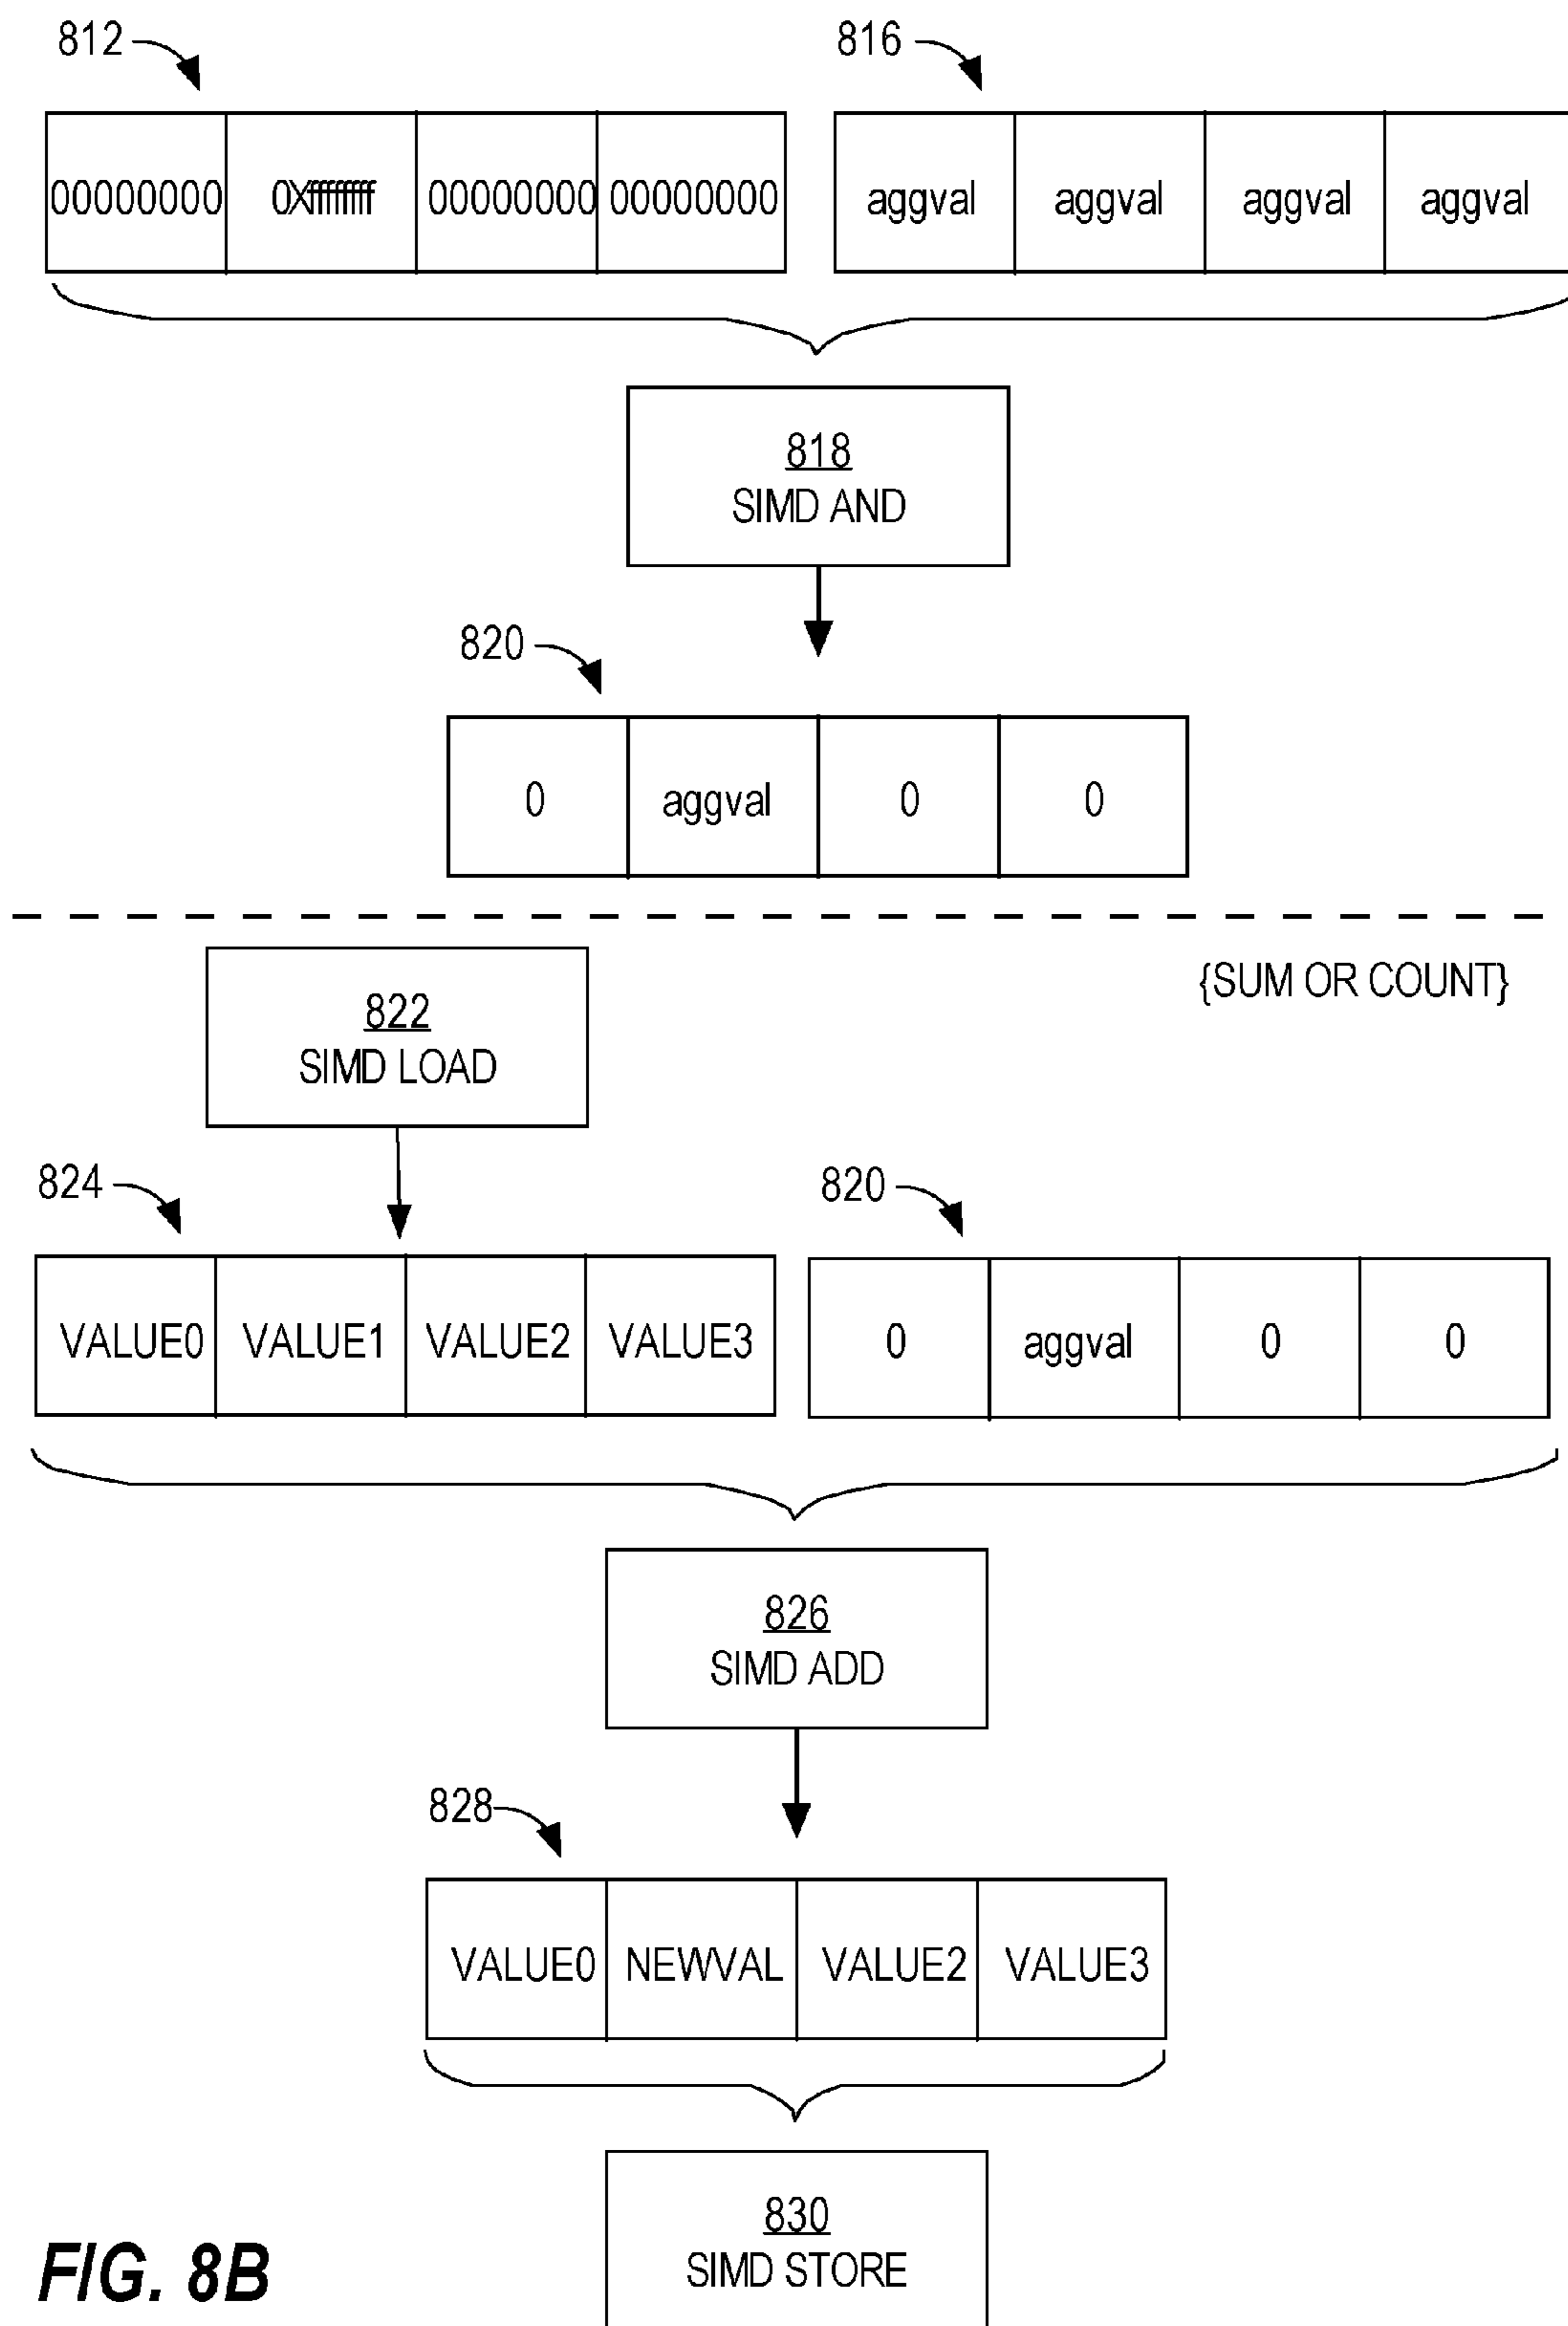 812 816
00000000 0Xffffffff 00000000 00000000 aggval aggval aggval aggval
818
SIMD AND
820
0 aggval 0 0
{SUM OR COUNT}
822
SIMD LOAD
824 820
VALUE0 VALUE1 VALUE2 VALUE3 0 aggval 0 0
826
SIMD ADD
828
VALUE0 NEWVAL VALUE2 VALUE3
830
SIMD STORE
FIG. 8B